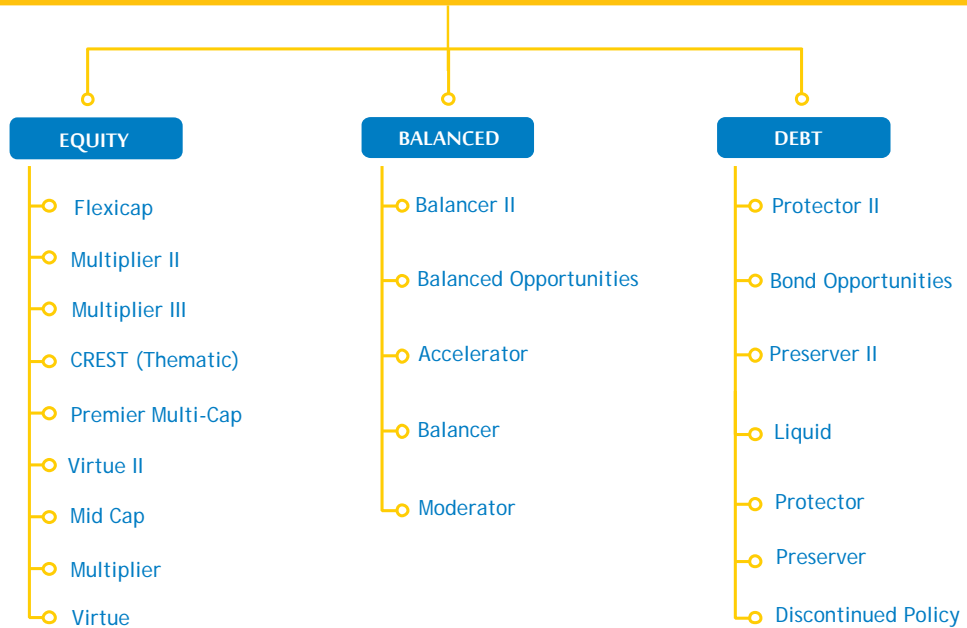 EQUITY
Flexicap
Multiplier II
Multiplier III
CREST (Thematic)
Premier Multi-Cap
Virtue II
Mid Cap
Multiplier
Virtue
BALANCED
Balancer II
Balanced Opportunities
Accelerator
Balancer
Moderator
DEBT
Protector II
Bond Opportunities
Preserver II
Liquid
Protector
Preserver
Discontinued Policy